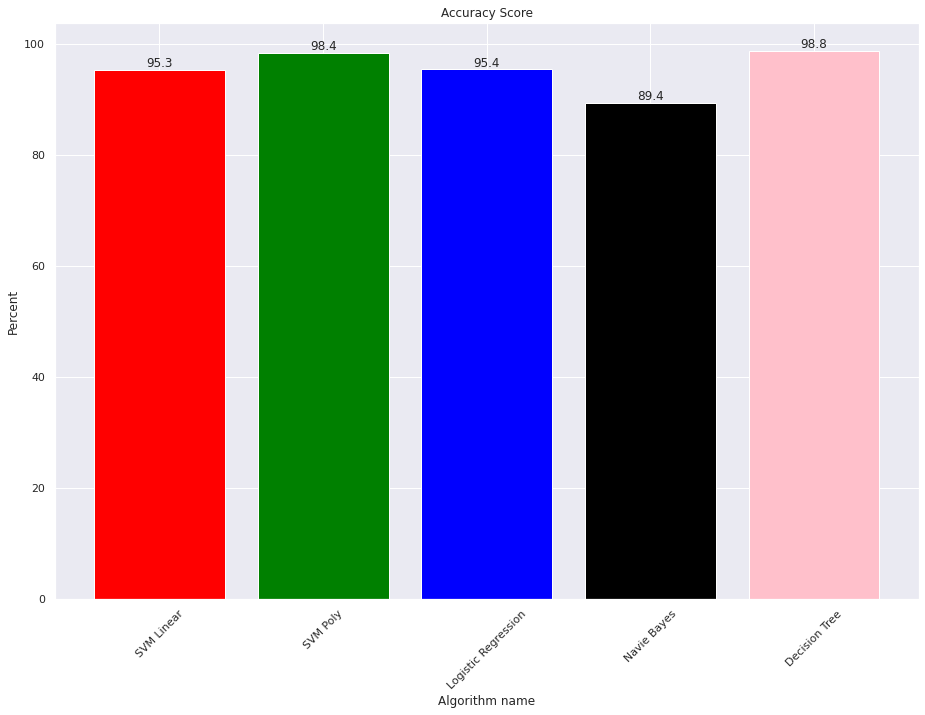 Accuracy Score
100
80
60
40
20
0
Percent
95.3
98.4
95.4
89.4
98.8
SVM Linear
SVM Poly
Logistic Regression
Navie Bayes
Decision Tree
Algorithm name